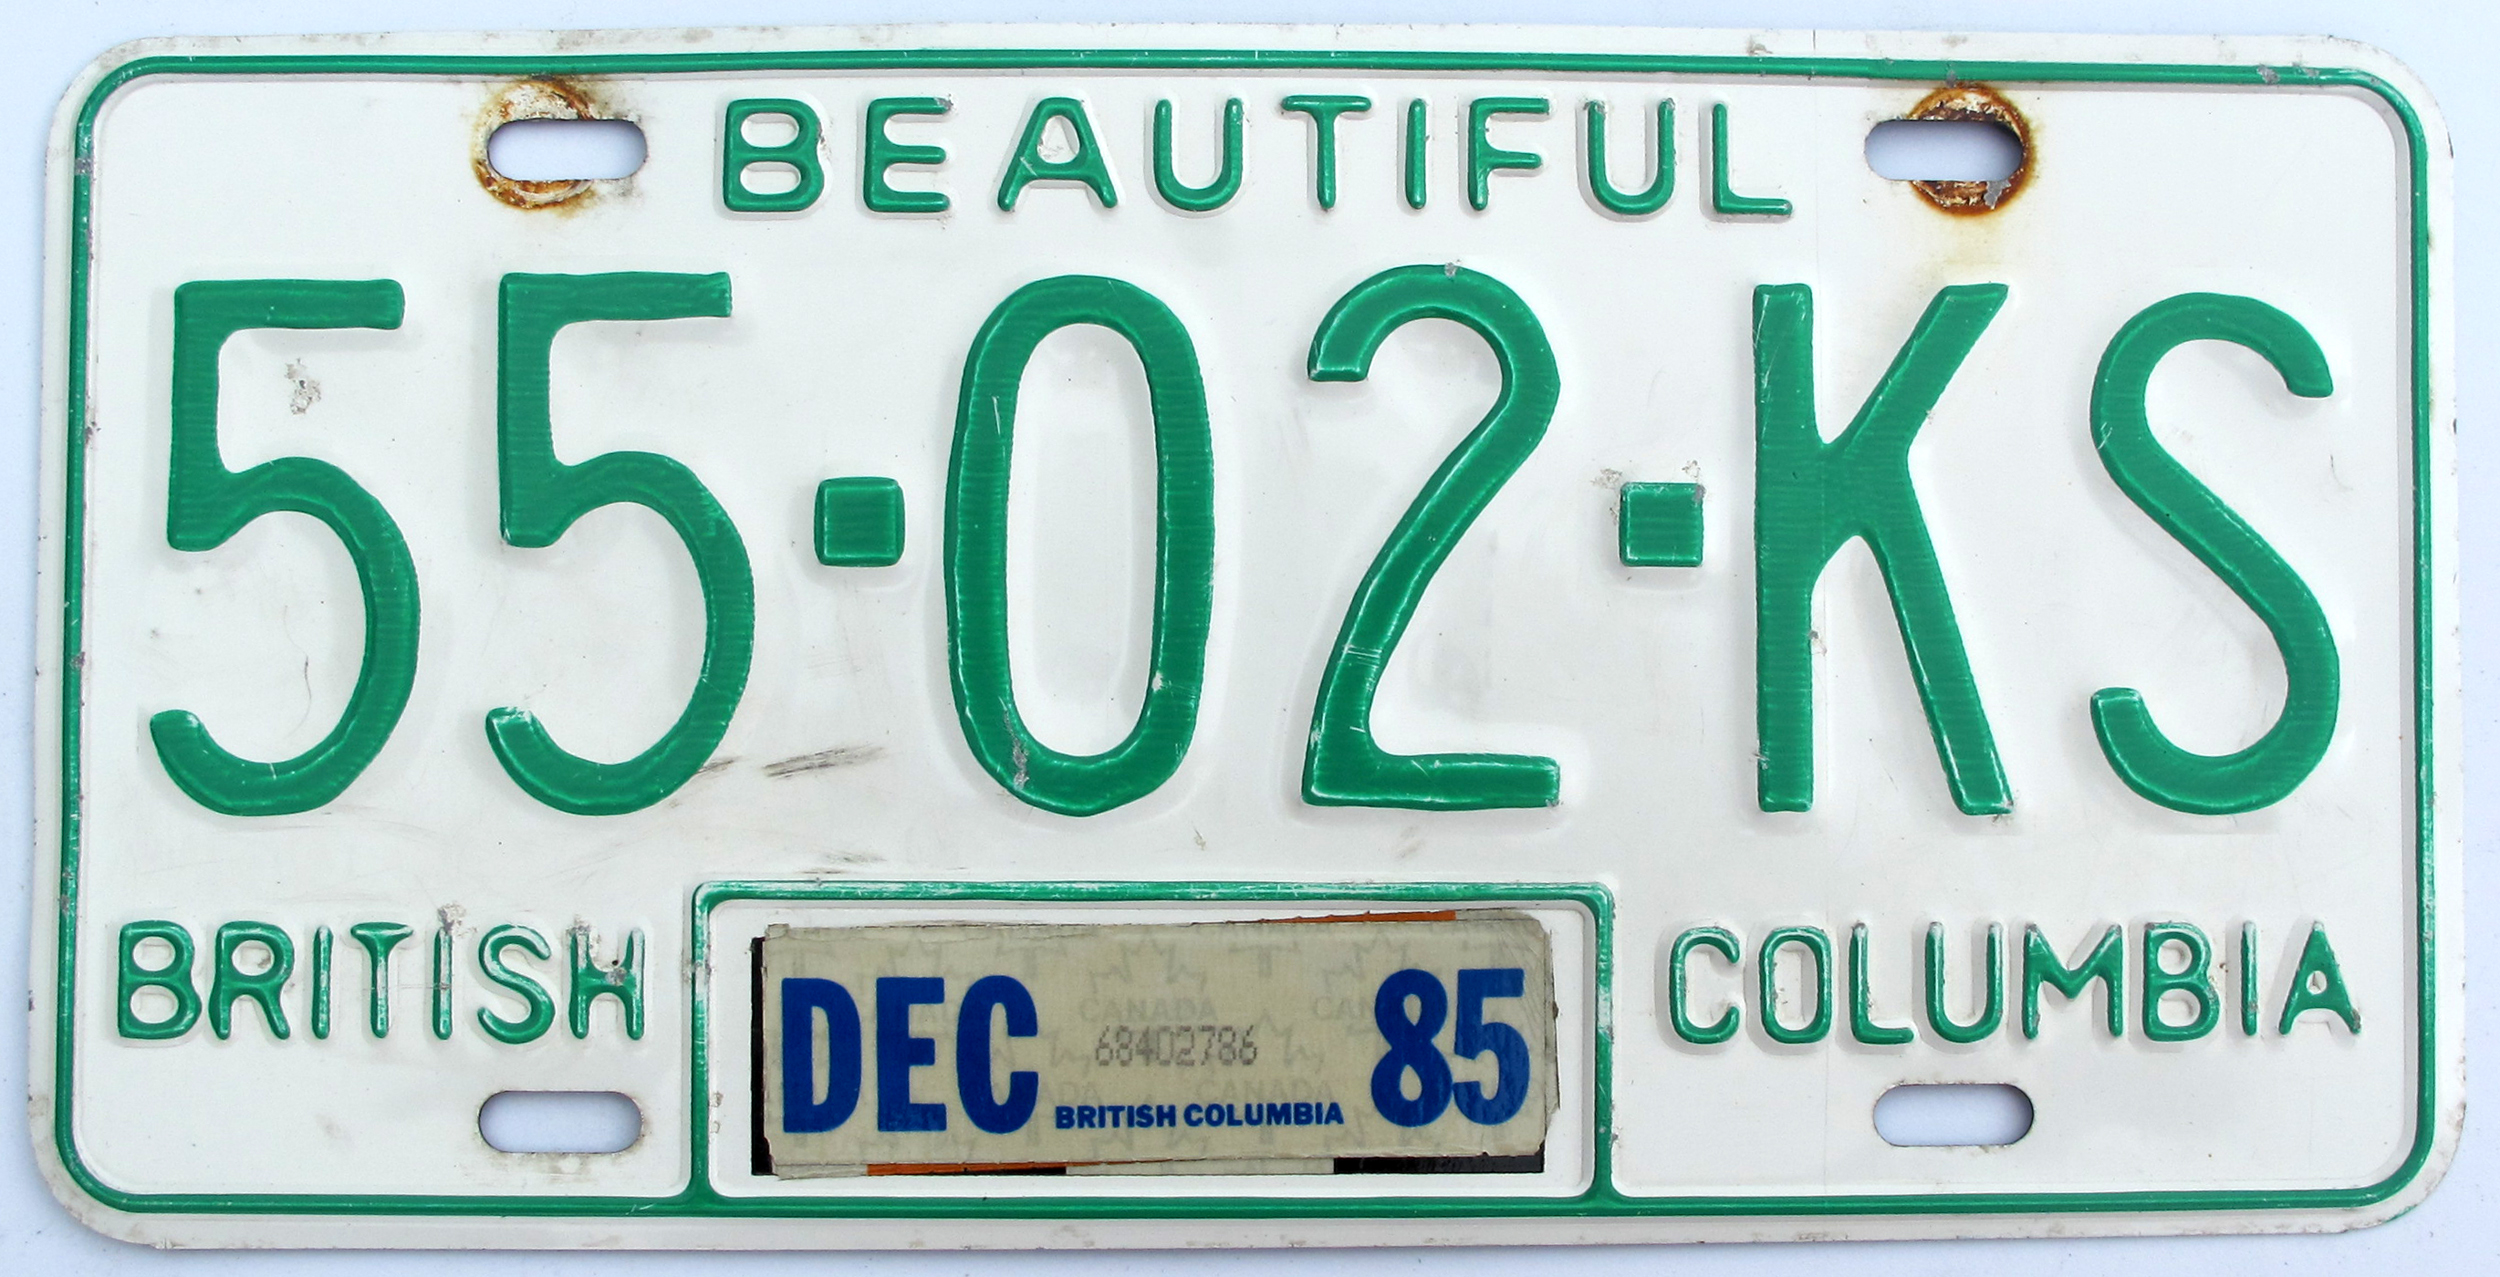 BEAUTIFUL
55-02-KS
BRITISH DEC 68402786 BRITISH COLUMBIA 85 COLUMBIA